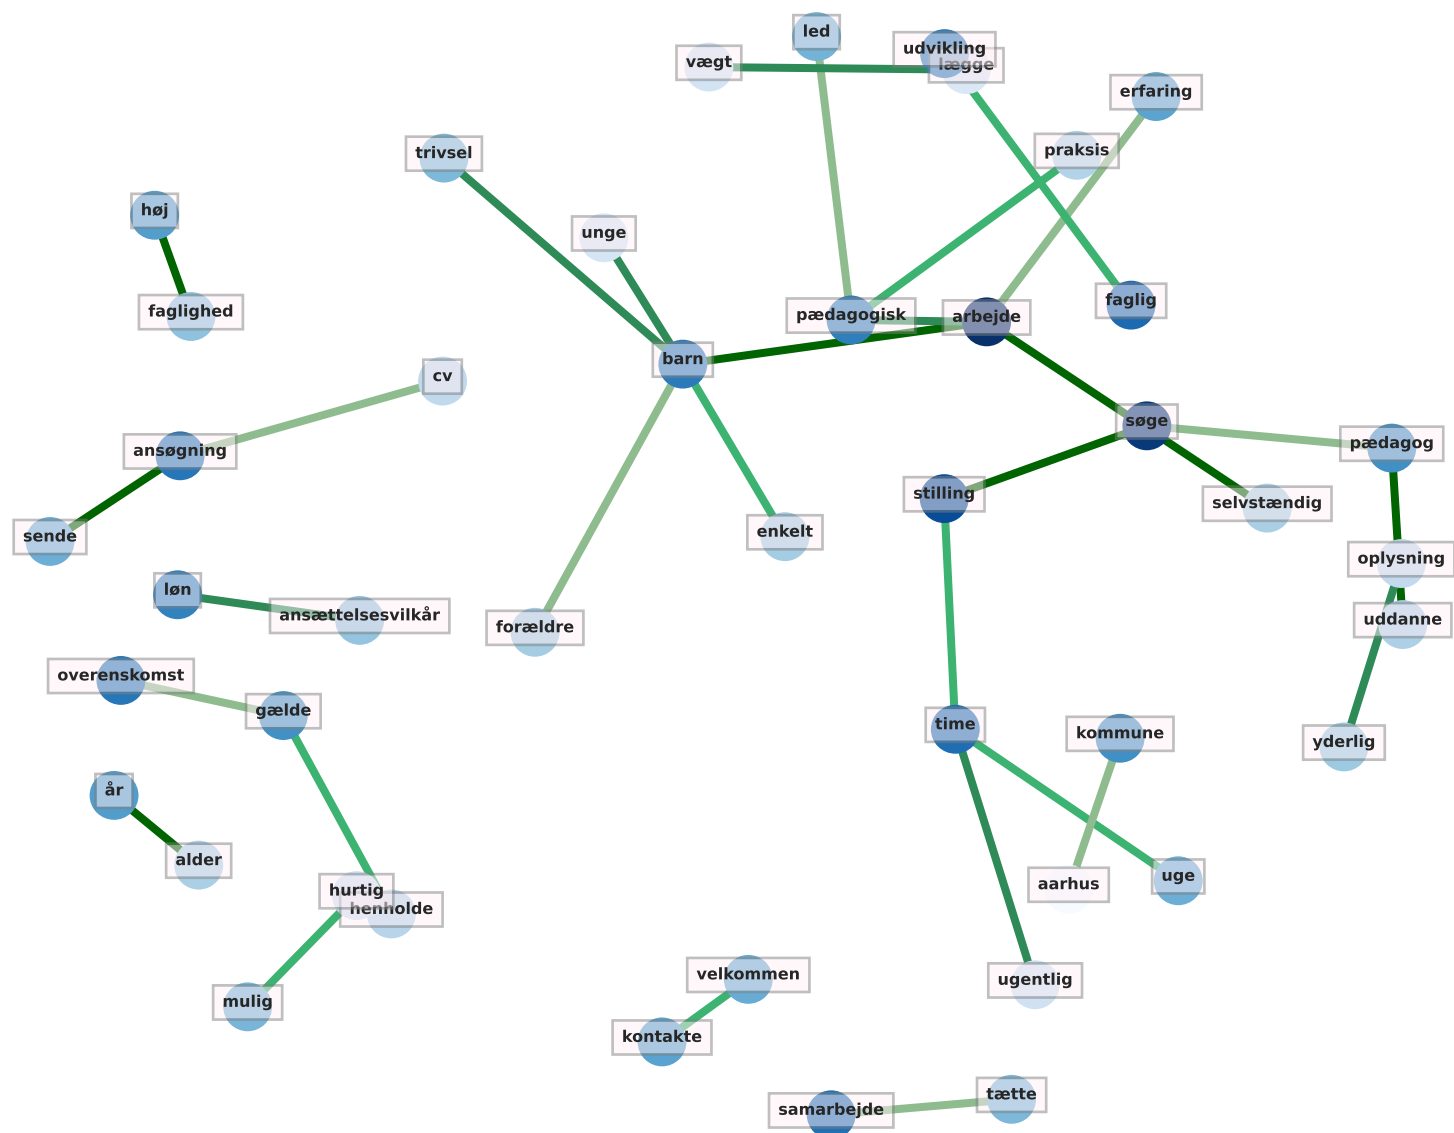 led
udvikling
vægt
lægge
erfaring
praksis
trivsel
høj
unge
faglig
faglighed
pædagogisk
arbejde
barn
cv
søge
pædagog
ansøgning
stilling
selvstændig
enkelt
sende
oplysning
løn
ansættelsesvilkår
uddanne
forældre
overenskomst
gælde
time
kommune
yderlig
år
alder
uge
aarhus
hurtig
henholde
velkommen
ugentlig
mulig
kontakte
tætte
samarbejde